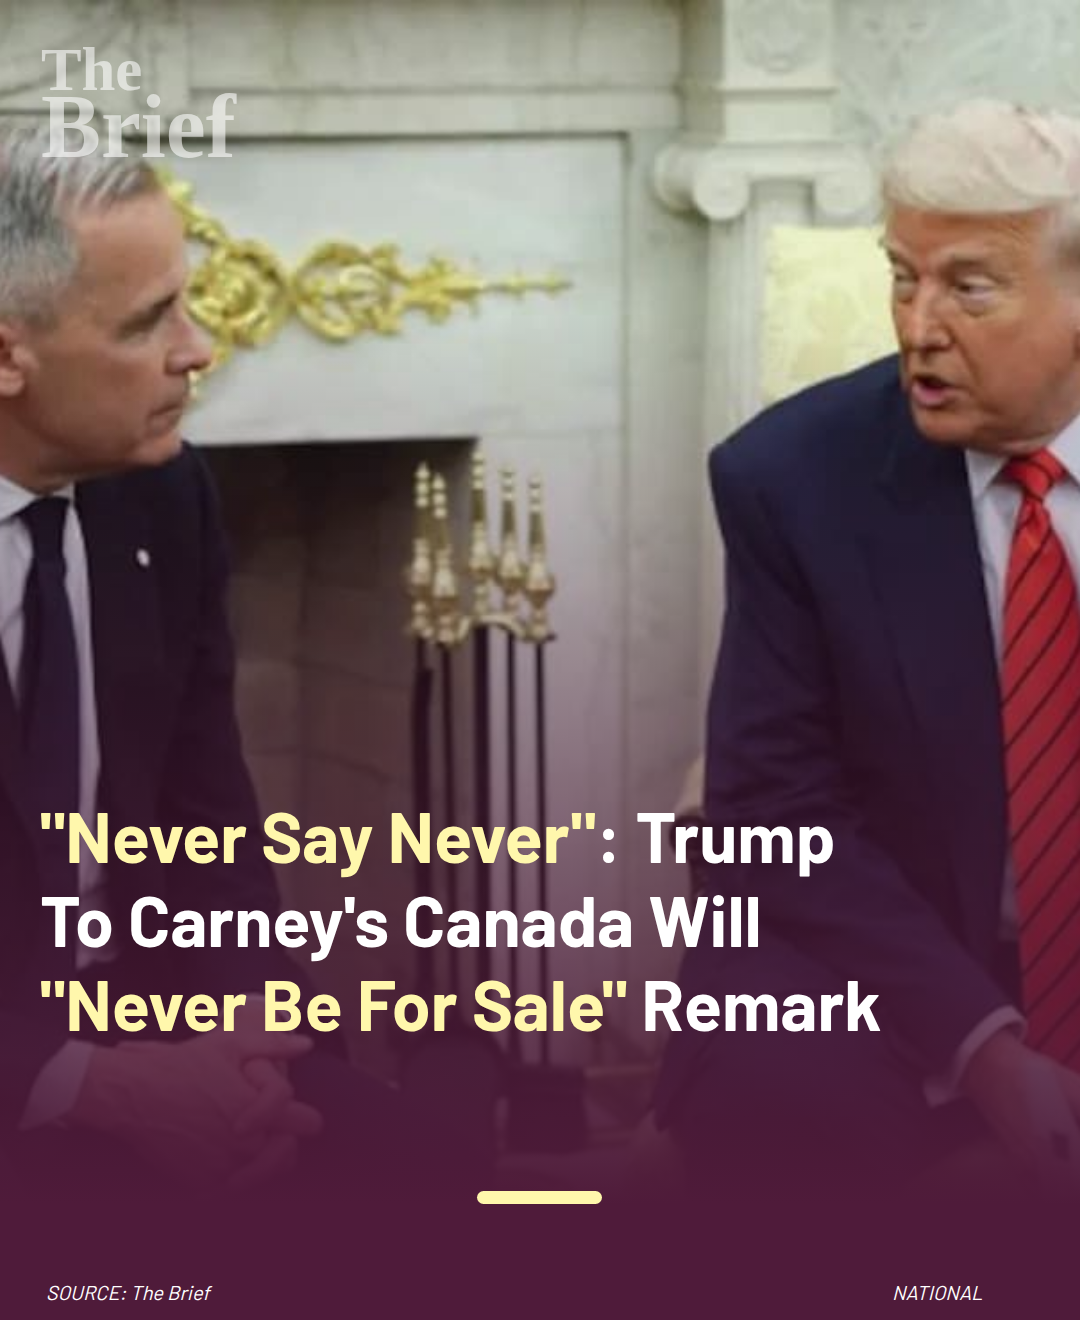 The
Brief
"Never Say Never": Trump
To Carney's Canada Will
"Never Be For Sale" Remark
SOURCE: The Brief
NATIONAL